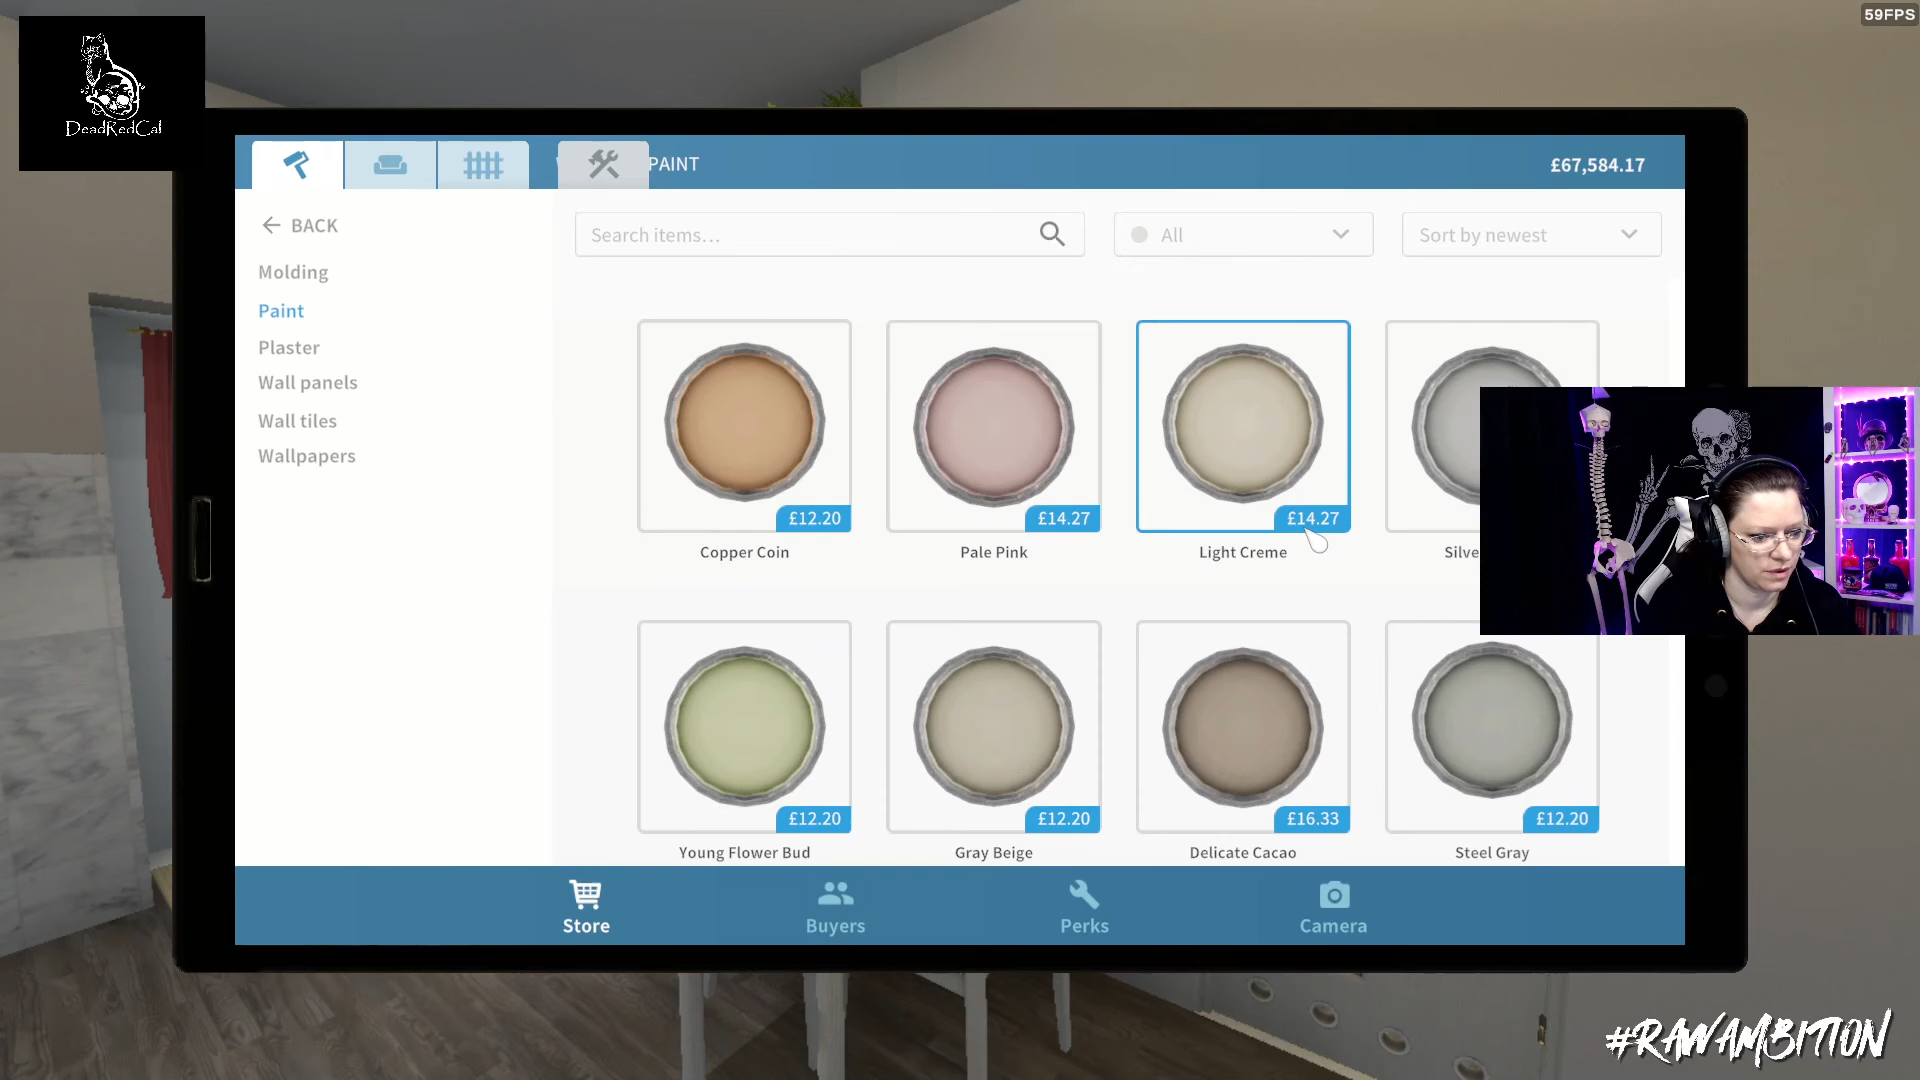 59FPS
DeadRedCal
PAINT
£67,584.17
BACK
Search items...
All
Sort by newest
Molding
Paint
Plaster
Wall panels
Wall tiles
Wallpapers
£12.20
£14.27
£14.27
Copper Coin
Pale Pink
Light Creme
£12.20
£12.20
£16.33
£12.20
Young Flower Bud
Gray Beige
Delicate Cacao
Steel Gray
Store
Buyers
Perks
Camera
#RAWAMBITION